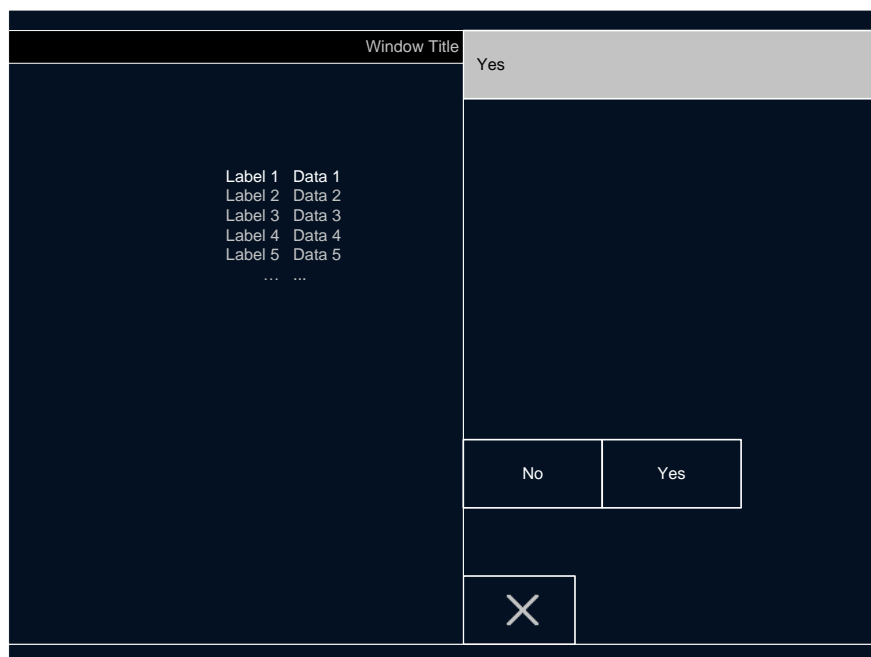 Window Title
Yes
Label 1 Data 1
Label 2 Data 2
Label 3 Data 3
Label 4 Data 4
Label 5 Data 5
… ...
No Yes